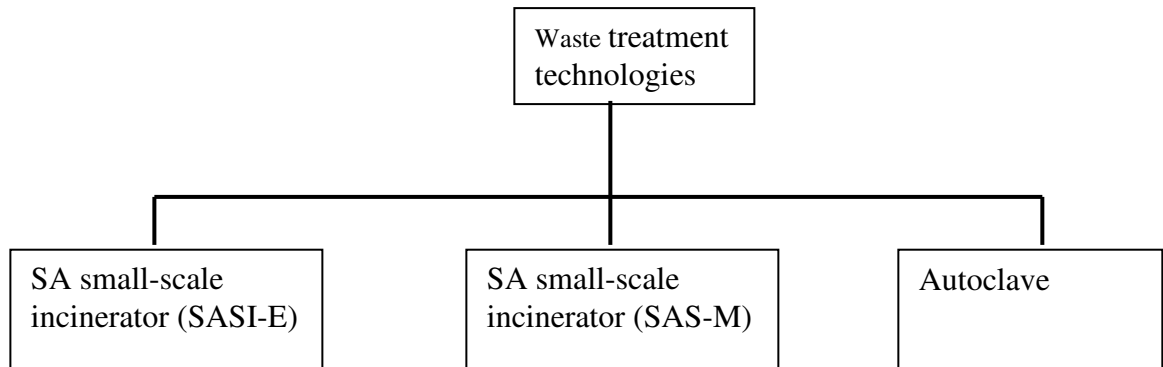 Waste treatment
technologies
SA small-scale
incinerator (SASI-E)
SA small-scale
incinerator (SAS-M)
Autoclave